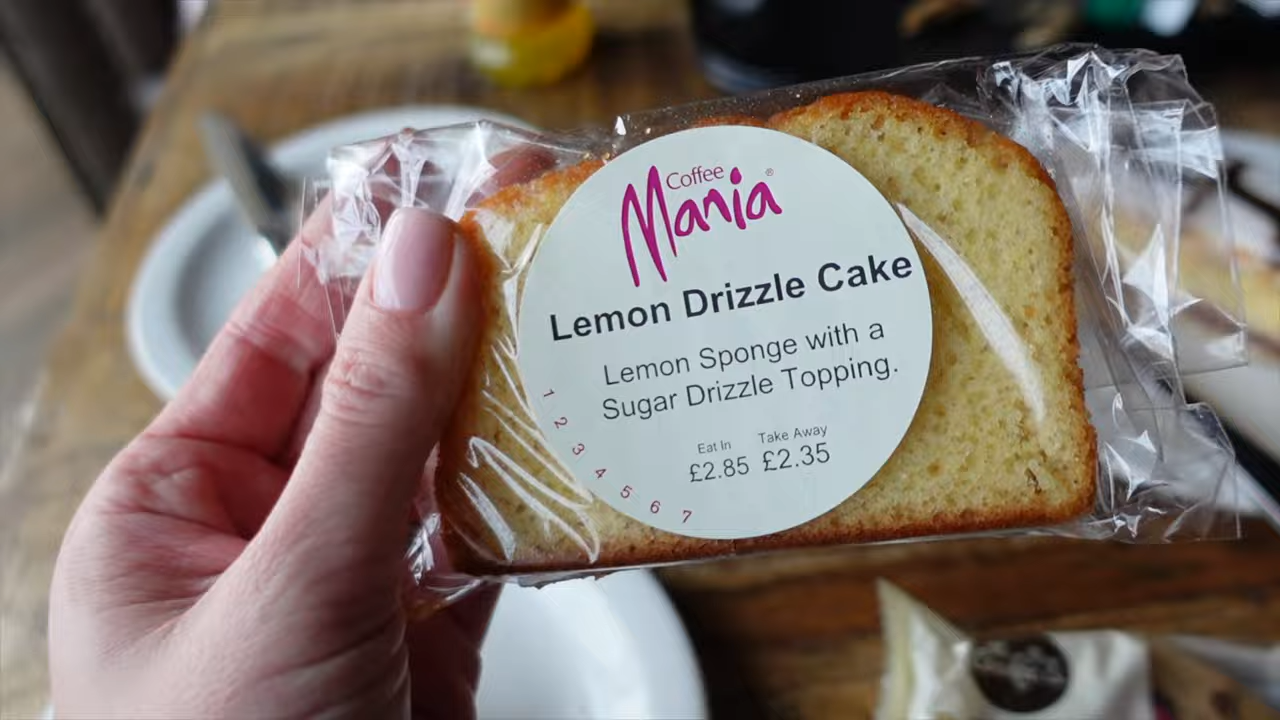 Coffee
Mania®
Lemon Drizzle Cake
Lemon Sponge with a
Sugar Drizzle Topping.
Eat In Take Away
£2.85 £2.35
1 2 3 4 5 6 7